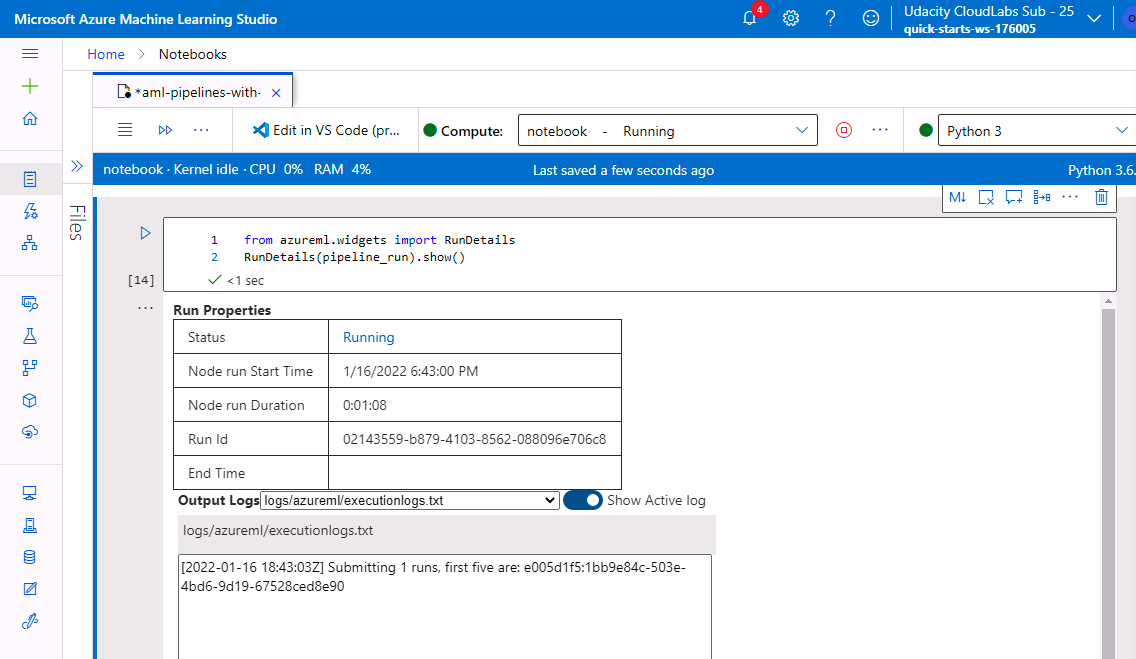 Microsoft Azure Machine Learning Studio
4
Udacity CloudLabs Sub - 25
quick-starts-ws-176005
Home > Notebooks
*aml-pipelines-with-
Edit in VS Code (pr...
Compute:
notebook - Running
Python 3
notebook · Kernel idle · CPU 0% RAM 4%
Last saved a few seconds ago
Python 3.6.
Files
M↓
1 from azureml.widgets import RunDetails
2 RunDetails(pipeline_run).show()
[14]
<1 sec
Run Properties
Status Running
Node run Start Time 1/16/2022 6:43:00 PM
Node run Duration 0:01:08
Run Id 02143559-b879-4103-8562-088096e706c8
End Time
Output Logs logs/azureml/executionlogs.txt Show Active log
logs/azureml/executionlogs.txt
[2022-01-16 18:43:03Z] Submitting 1 runs, first five are: e005d1f5:1bb9e84c-503e-
4bd6-9d19-67528ced8e90